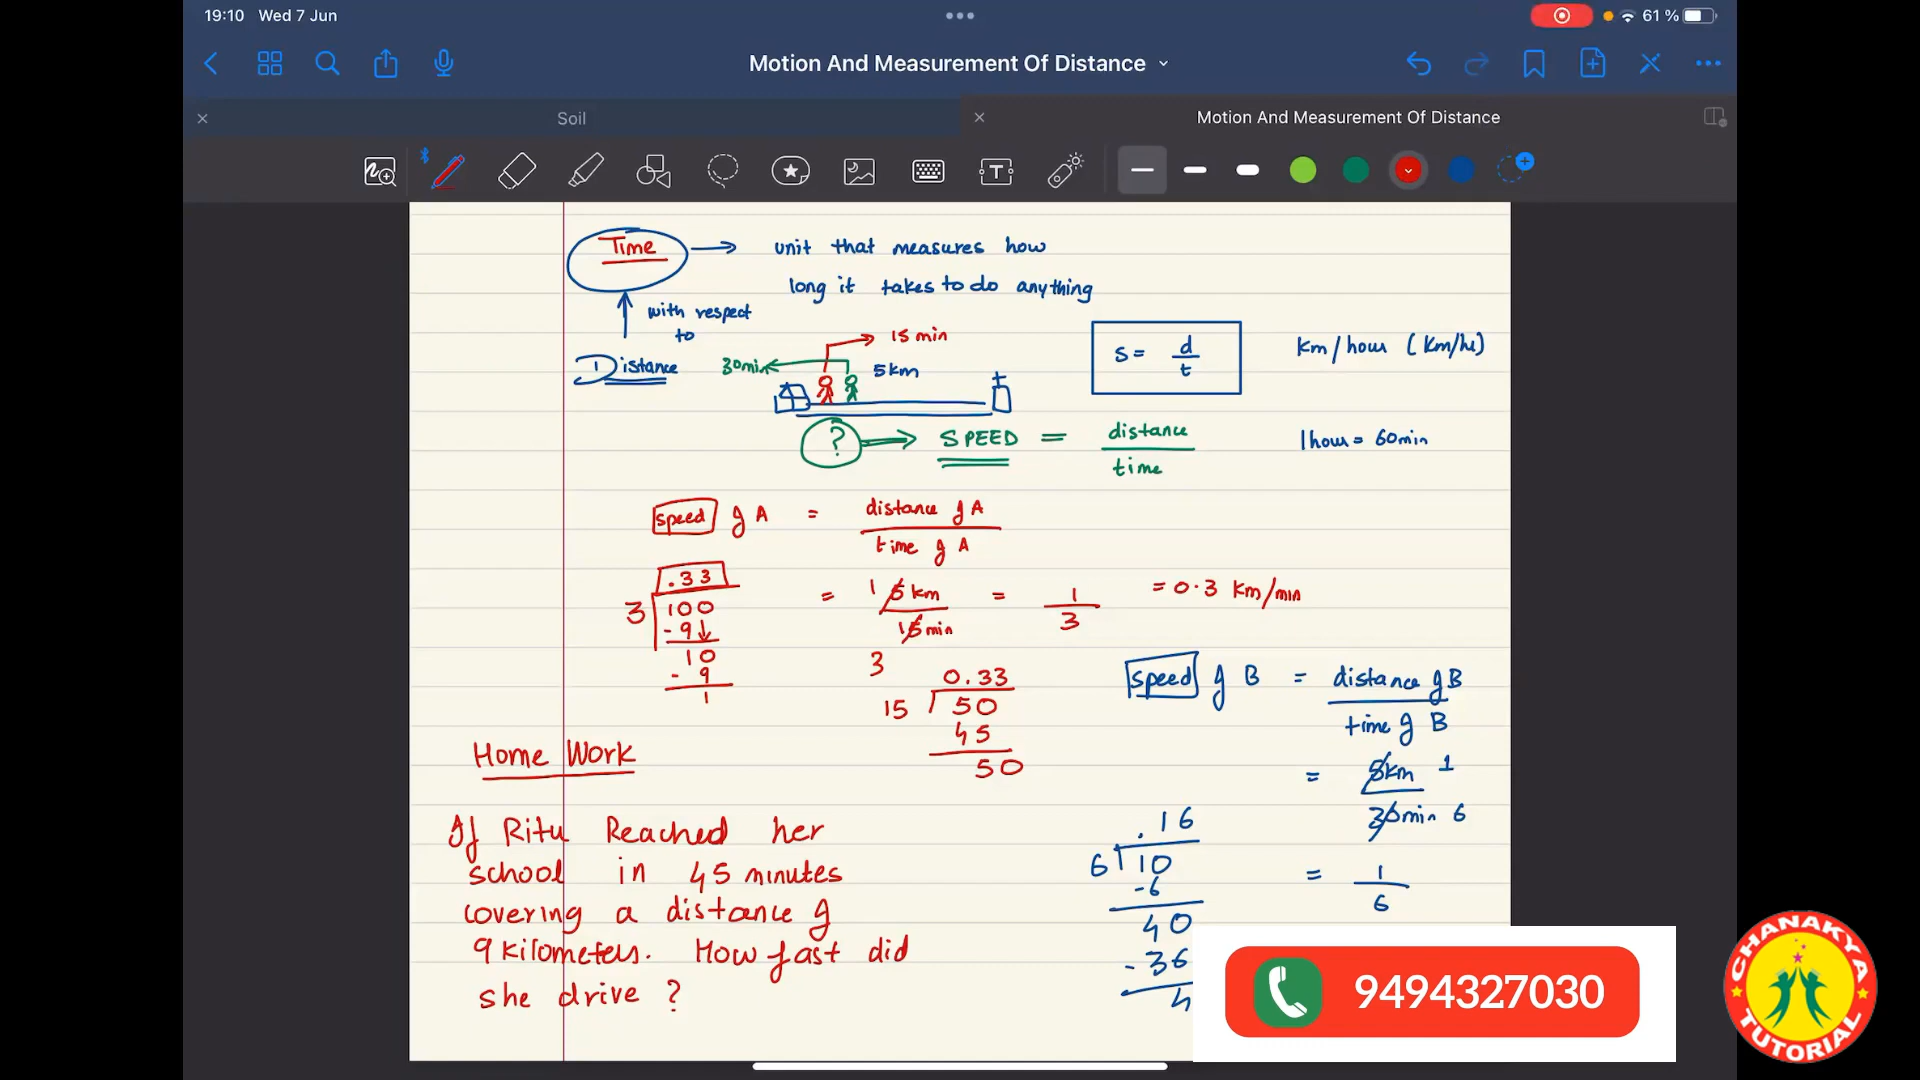 19:10 Wed 7 Jun
61 %
Motion And Measurement Of Distance
Soil
Motion And Measurement Of Distance
Time → unit that measures how
long it takes to do anything
with respect
to
Distance
15 min
30min
5km
s = d/t
Km/hour (Km/hr)
? → SPEED = distance/time
1hour = 60min
speed of A = distance of A/time of A
.33
3 100
-9↓
10
- 9
1
= 1 5 km/15 min 3 = 1/3 = 0.3 Km/min
0.33
15 50
45
50
speed of B = distance of B/time of B
= 5km 1/30min 6
= 1/6
.16
6 10
-6
40
- 36
4
Home Work
If Ritu Reached her
school in 45 minutes
covering a distance of
9 kilometers. How fast did
she drive ?
9494327030
CHANAKYA
TUTORIAL